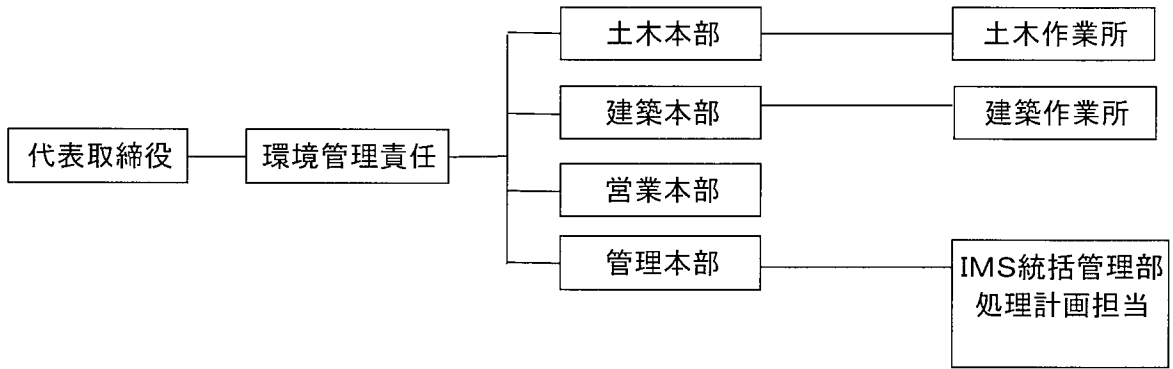 土木本部
土木作業所
建築本部
建築作業所
代表取締役
環境管理責任
営業本部
管理本部
IMS統括管理部
処理計画担当